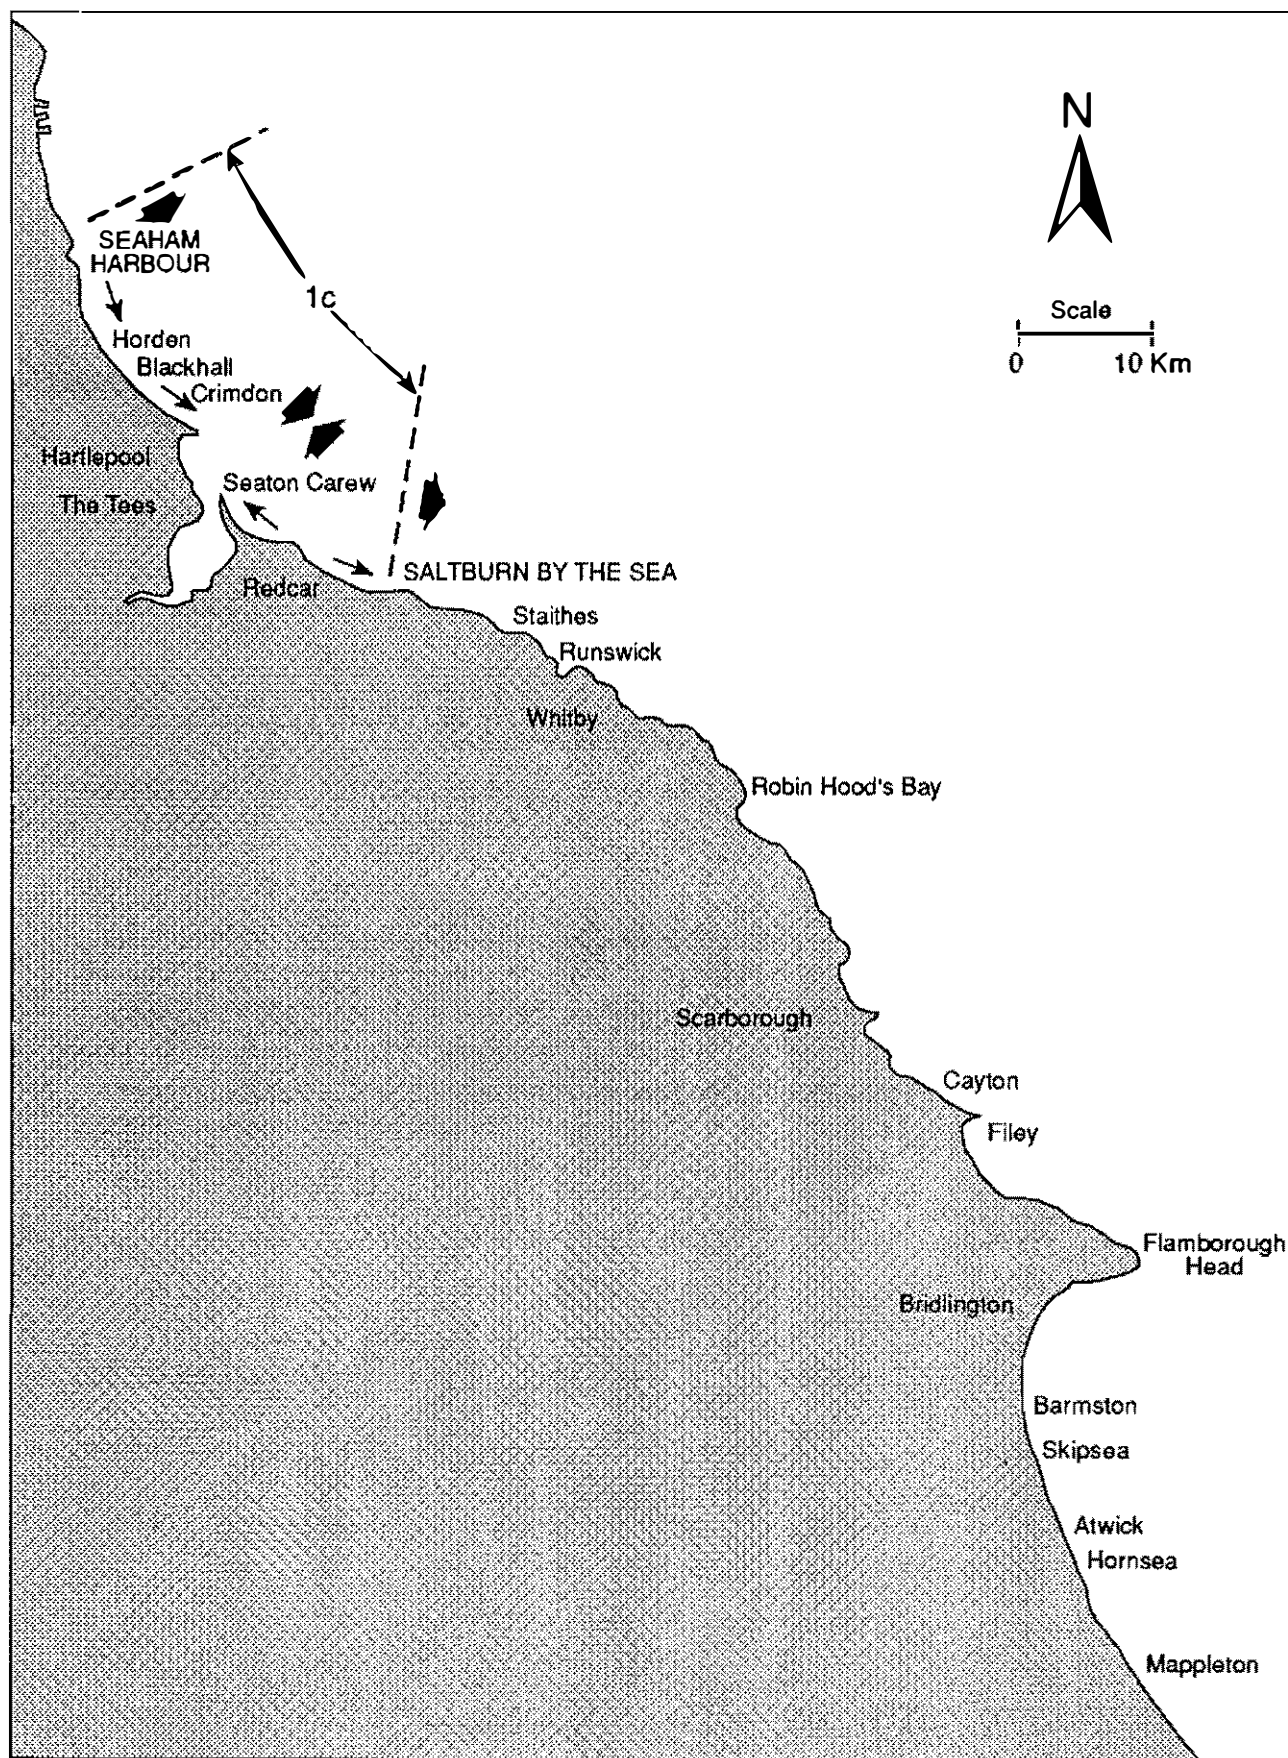 N
SEAHAM
HARBOUR
1c
Scale
0 10 Km
Horden
Blackhall
Crimdon
Hartlepool
The Tees
Seaton Carew
Redcar
SALTBURN BY THE SEA
Staithes
Runswick
Whitby
Robin Hood's Bay
Scarborough
Cayton
Filey
Flamborough
Head
Bridlington
Barmston
Skipsea
Atwick
Hornsea
Mappleton